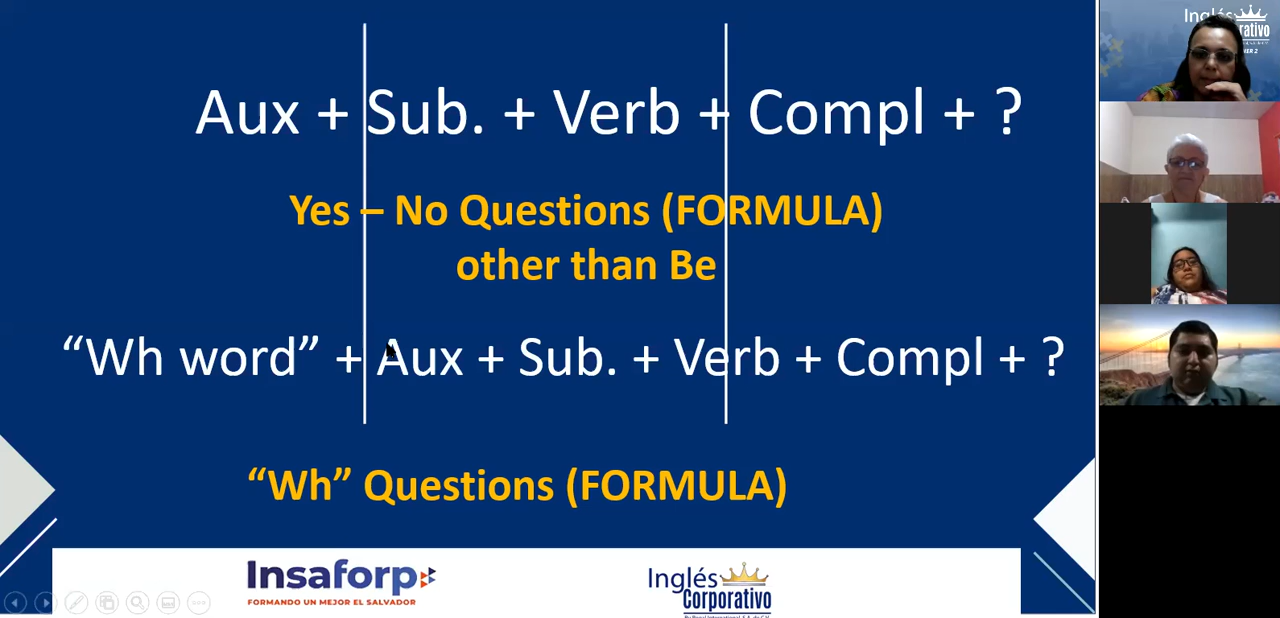 Aux + Sub. + Verb + Compl + ?
Yes – No Questions (FORMULA)
other than Be
“Wh word” + Aux + Sub. + Verb + Compl + ?
“Wh” Questions (FORMULA)
Insaforp
FORMANDO UN MEJOR EL SALVADOR
Inglés
Corporativo
Inglés